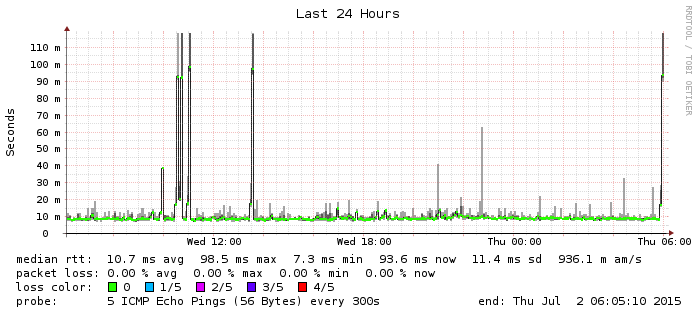 Last 24 Hours
RRDTOOL / TOBI OETIKER
Seconds
110 m
100 m
90 m
80 m
70 m
60 m
50 m
40 m
30 m
20 m
10 m
0
Wed 12:00 Wed 18:00 Thu 00:00 Thu 06:00
median rtt: 10.7 ms avg 98.5 ms max 7.3 ms min 93.6 ms now 11.4 ms sd 936.1 m am/s
packet loss: 0.00 % avg 0.00 % max 0.00 % min 0.00 % now
loss color: 0 1/5 2/5 3/5 4/5
probe: 5 ICMP Echo Pings (56 Bytes) every 300s end: Thu Jul 2 06:05:10 2015